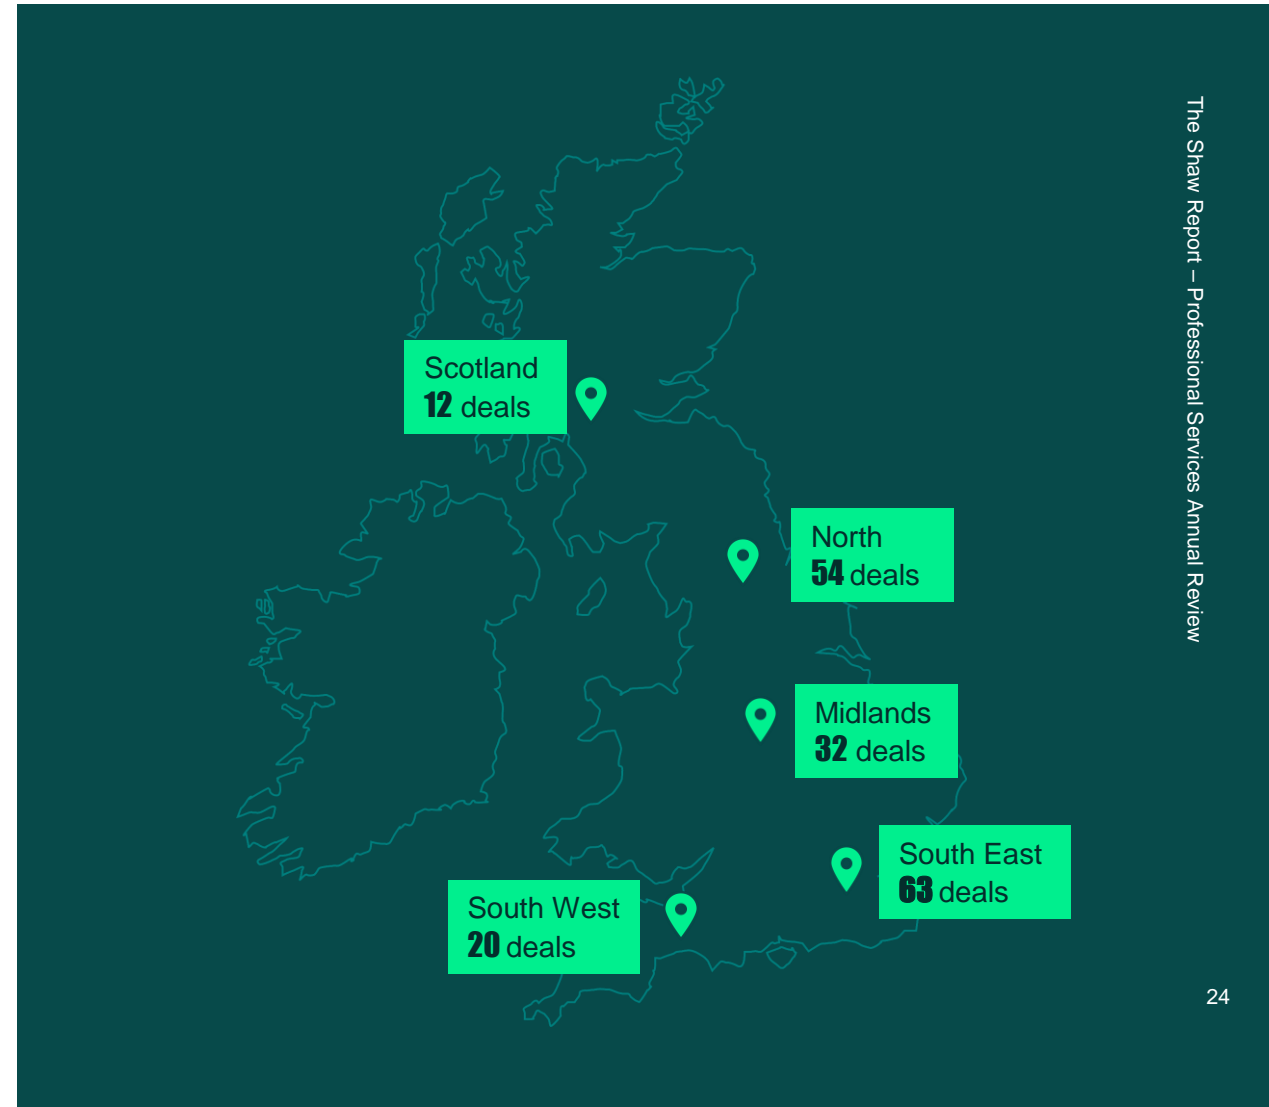 The Shaw Report – Professional Services Annual Review
Scotland
12 deals
North
54 deals
Midlands
32 deals
South East
63 deals
South West
20 deals
24